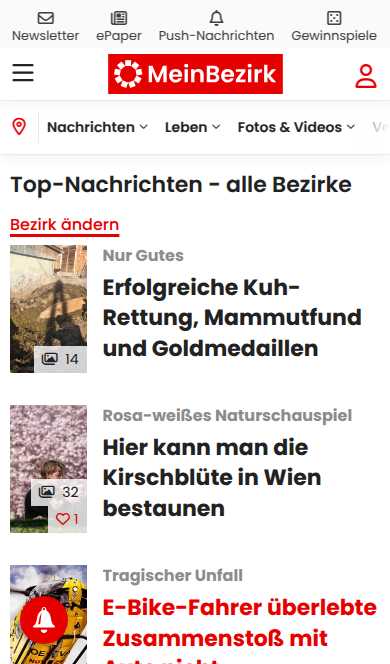 Newsletter ePaper Push-Nachrichten Gewinnspiele
MeinBezirk
Nachrichten Leben Fotos & Videos
Top-Nachrichten - alle Bezirke
Bezirk ändern
Nur Gutes
Erfolgreiche Kuh-
Rettung, Mammutfund
und Goldmedaillen
14
Rosa-weißes Naturschauspiel
Hier kann man die
Kirschblüte in Wien
bestaunen
32
1
Tragischer Unfall
E-Bike-Fahrer überlebte
Zusammenstoß mit